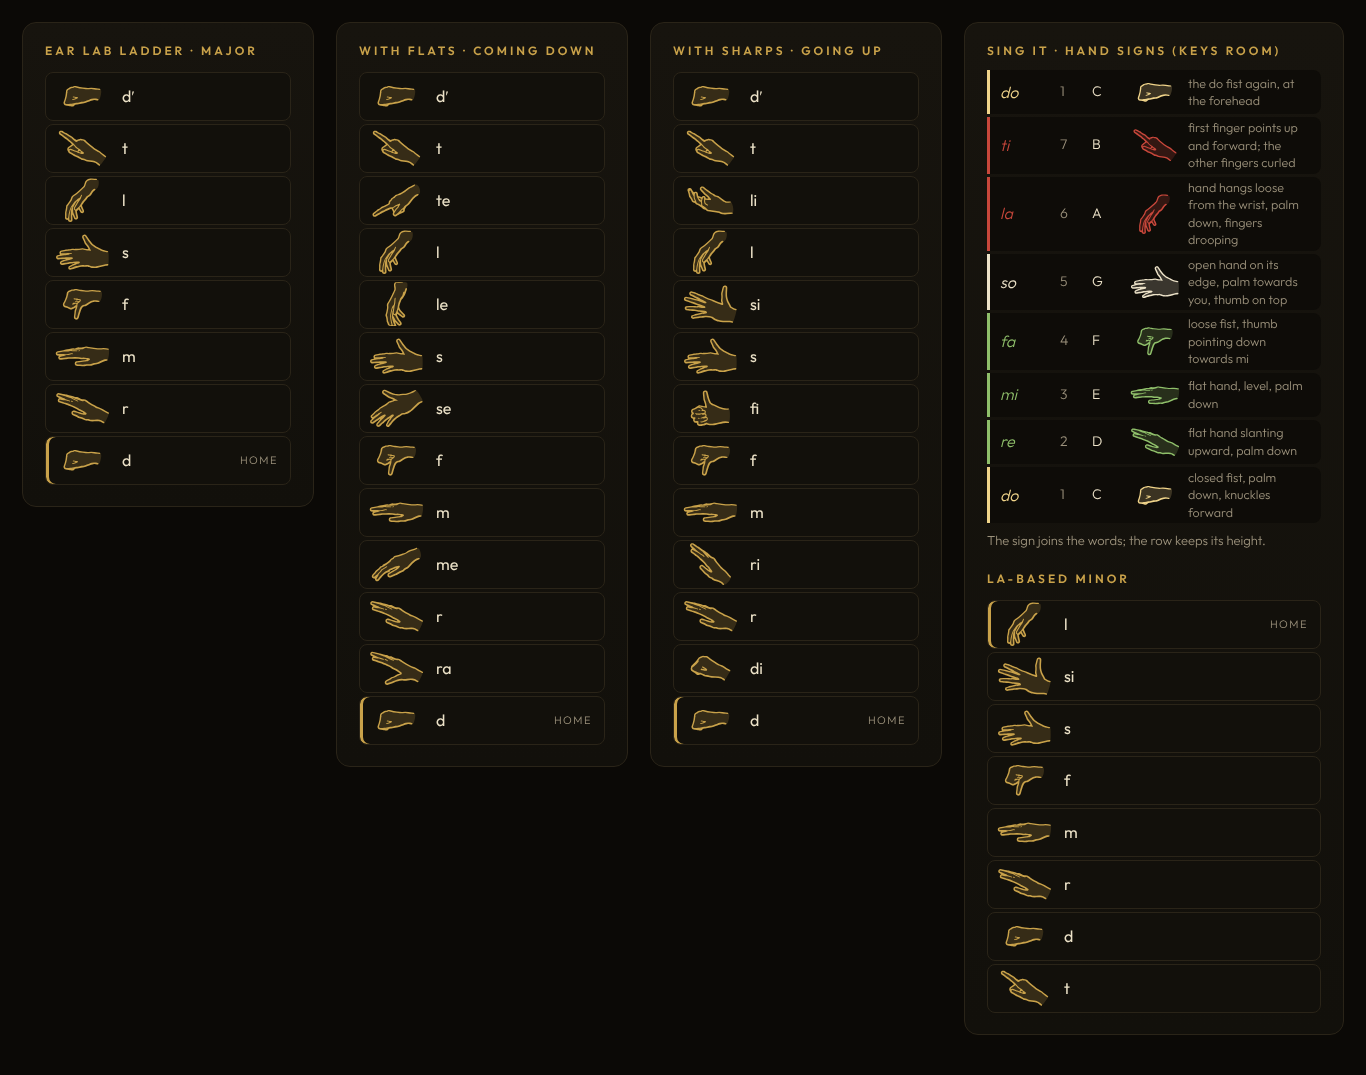 EAR LAB LADDER · MAJOR
d'
t
l
s
f
m
r
d HOME
WITH FLATS · COMING DOWN
d'
t
te
l
le
s
se
f
m
me
r
ra
d HOME
WITH SHARPS · GOING UP
d'
t
li
l
si
s
fi
f
m
ri
r
di
d HOME
SING IT · HAND SIGNS (KEYS ROOM)
do 1 C
the do fist again, at
the forehead
ti 7 B
first finger points up
and forward; the
other fingers curled
la 6 A
hand hangs loose
from the wrist, palm
down, fingers
drooping
so 5 G
open hand on its
edge, palm towards
you, thumb on top
fa 4 F
loose fist, thumb
pointing down
towards mi
mi 3 E
flat hand, level, palm
down
re 2 D
flat hand slanting
upward, palm down
do 1 C
closed fist, palm
down, knuckles
forward
The sign joins the words; the row keeps its height.
LA-BASED MINOR
l HOME
si
s
f
m
r
d
t